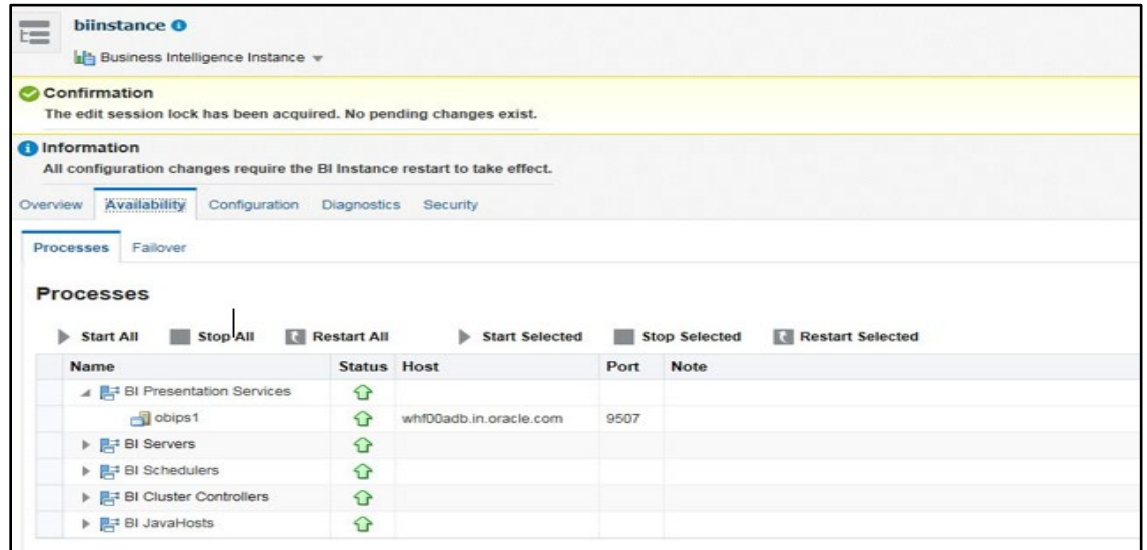 biinstance
Business Intelligence Instance
Confirmation
The edit session lock has been acquired. No pending changes exist.
Information
All configuration changes require the BI Instance restart to take effect.
Overview Availability Configuration Diagnostics Security
Processes Failover
Processes
Start All Stop All Restart All Start Selected Stop Selected Restart Selected
Name Status Host Port Note
BI Presentation Services
obips1 whf00adb.in.oracle.com 9507
BI Servers
BI Schedulers
BI Cluster Controllers
BI JavaHosts